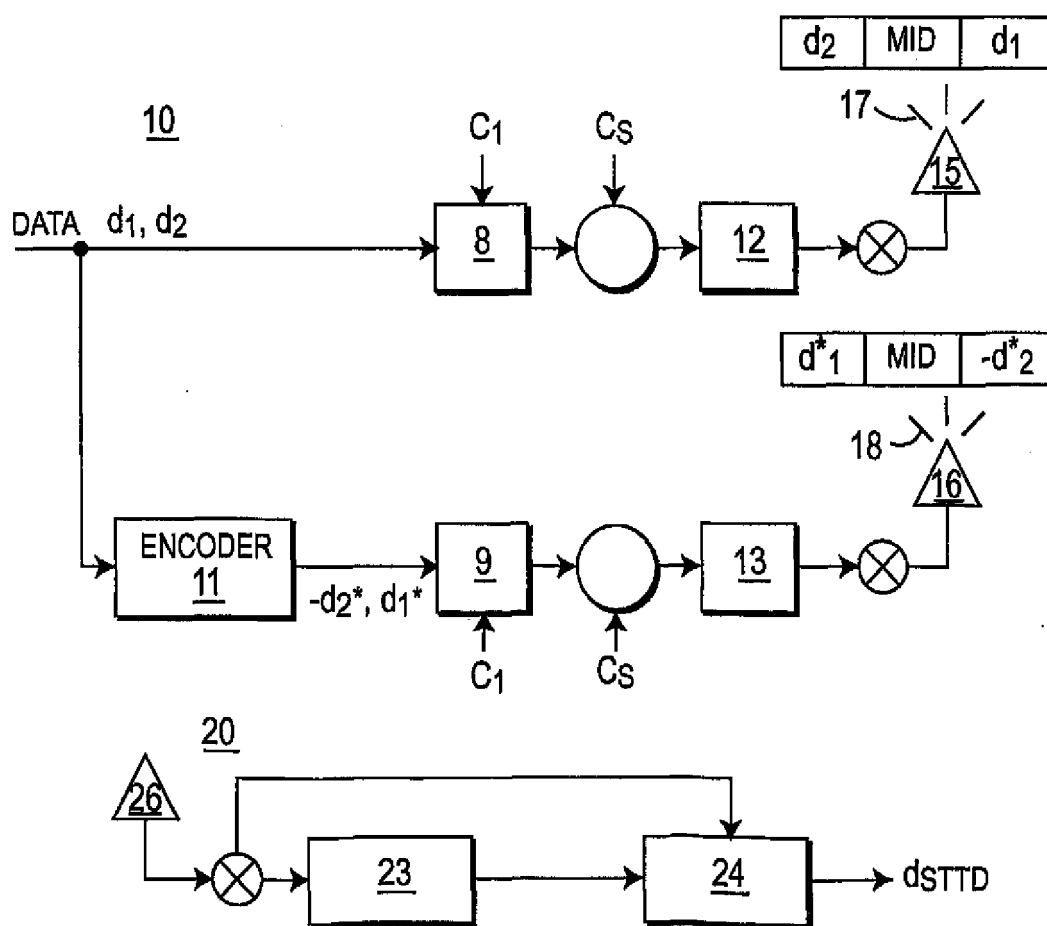 d2 MID d1
17
10
C1 CS
15
DATA d1, d2
8
12
d*1 MID -d*2
18
16
ENCODER
11
-d2*, d1*
9
13
C1 CS
20
26
23
24
dSTTD